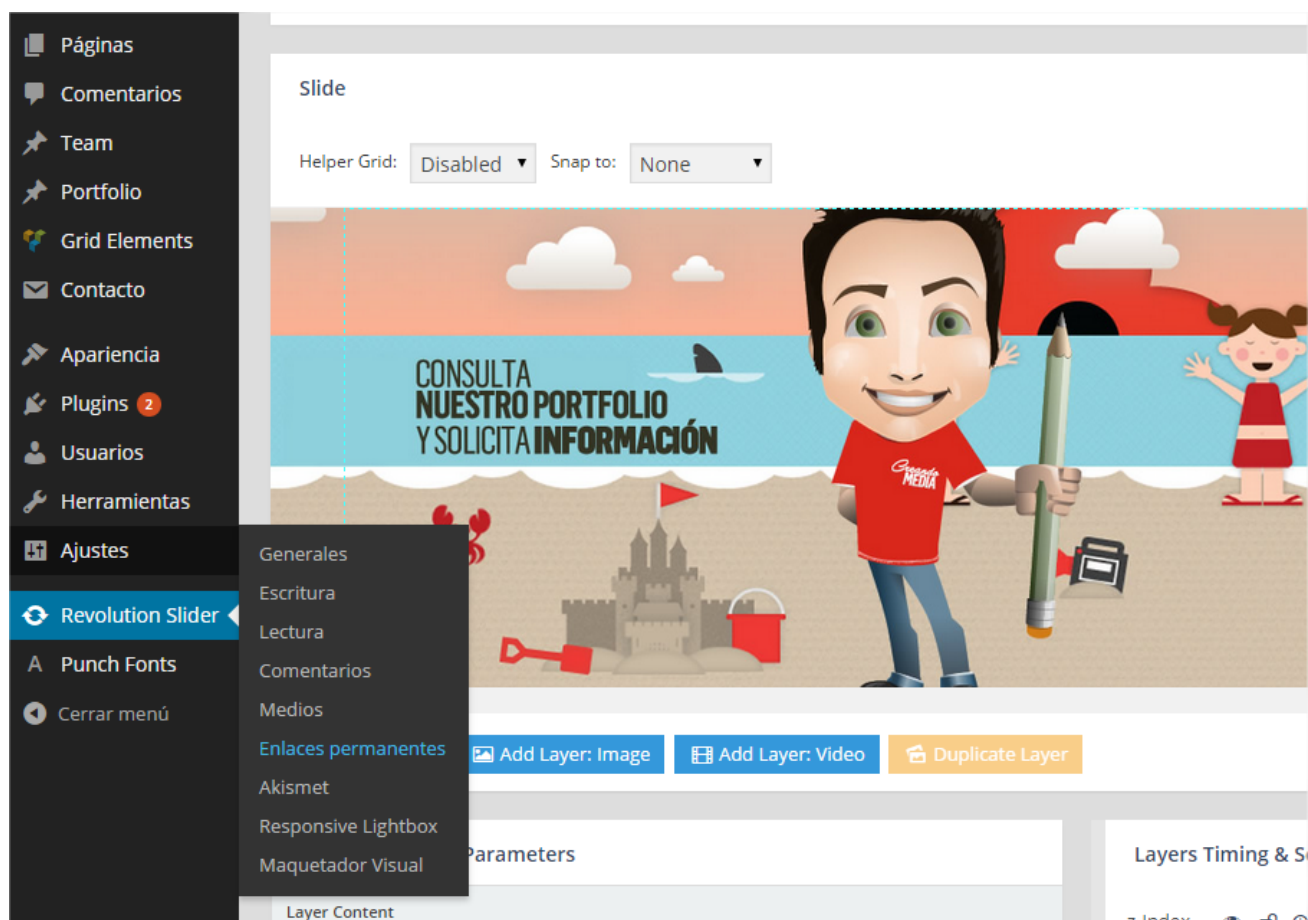 Páginas
Comentarios
Team
Portfolio
Grid Elements
Contacto
Apariencia
Plugins 2
Usuarios
Herramientas
Ajustes
Revolution Slider
Punch Fonts
Cerrar menú
Generales
Escritura
Lectura
Comentarios
Medios
Enlaces permanentes
Akismet
Responsive Lightbox
Maquetador Visual
Slide
Helper Grid: Disabled Snap to: None
CONSULTA
NUESTRO PORTFOLIO
Y SOLICITA INFORMACIÓN
Creando
MEDIA
Add Layer: Image Add Layer: Video Duplicate Layer
Parameters
Layer Content
Layers Timing &